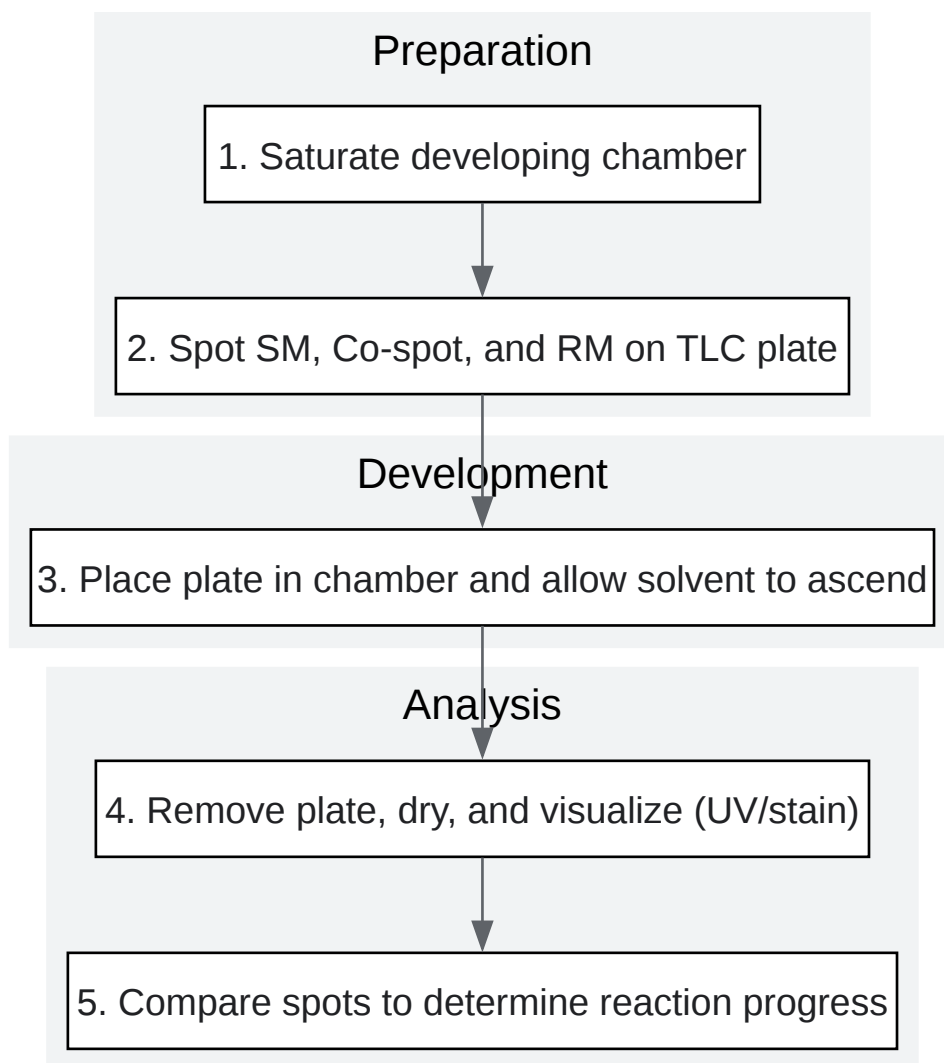 Preparation
1. Saturate developing chamber
2. Spot SM, Co-spot, and RM on TLC plate
Development
3. Place plate in chamber and allow solvent to ascend
Analysis
4. Remove plate, dry, and visualize (UV/stain)
5. Compare spots to determine reaction progress